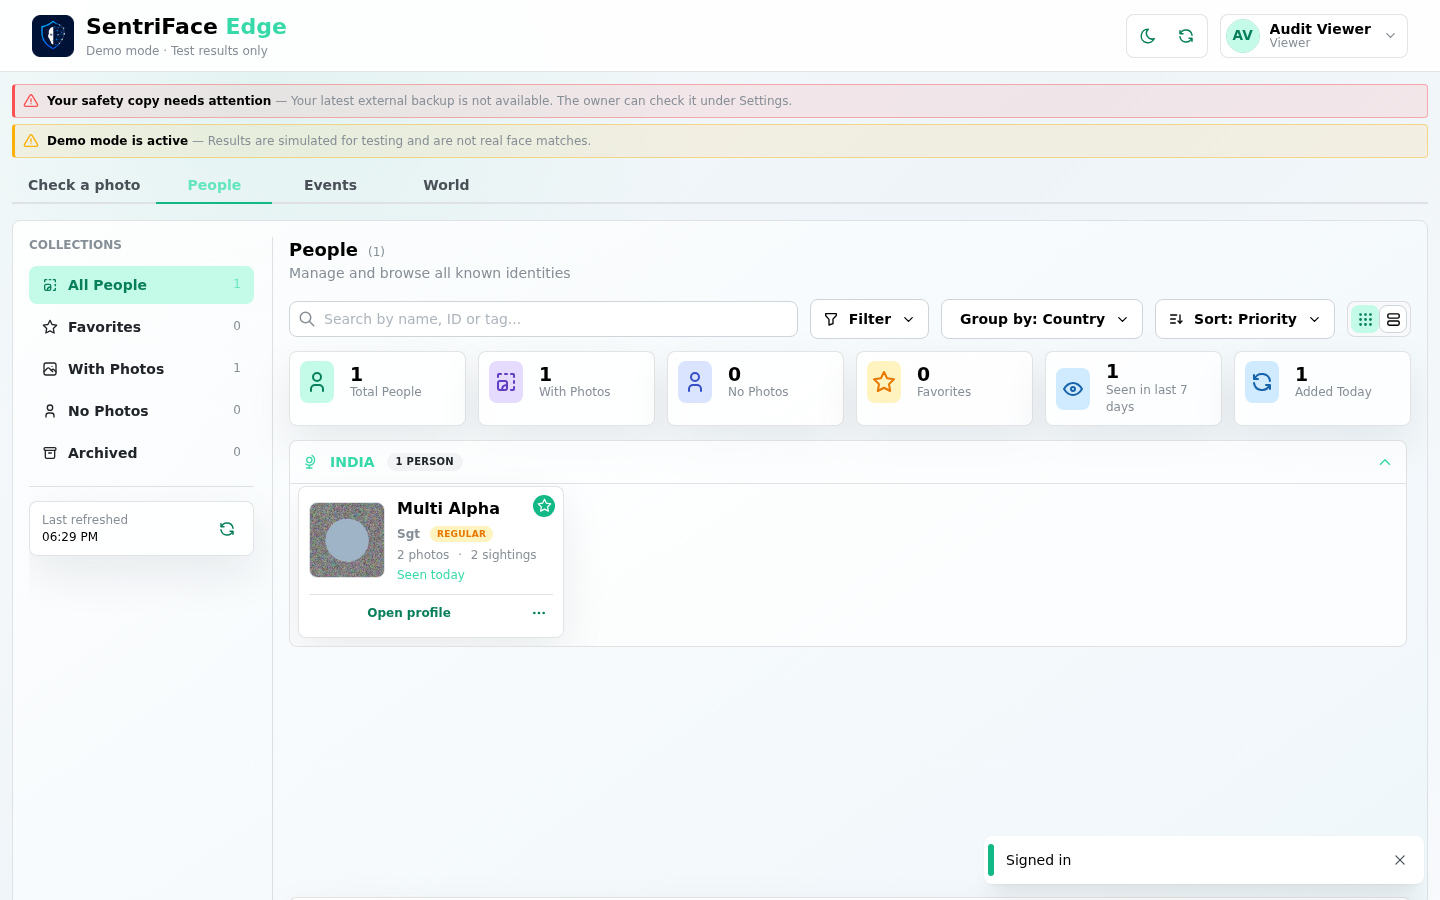 SentriFace Edge
Demo mode · Test results only
AV
Audit Viewer
Viewer
Your safety copy needs attention — Your latest external backup is not available. The owner can check it under Settings.
Demo mode is active — Results are simulated for testing and are not real face matches.
Check a photo
People
Events
World
COLLECTIONS
All People 1
Favorites 0
With Photos 1
No Photos 0
Archived 0
Last refreshed
06:29 PM
People (1)
Manage and browse all known identities
Search by name, ID or tag...
Filter
Group by: Country
Sort: Priority
1
Total People
1
With Photos
0
No Photos
0
Favorites
1
Seen in last 7
days
1
Added Today
INDIA 1 PERSON
Multi Alpha
Sgt REGULAR
2 photos · 2 sightings
Seen today
Open profile
Signed in